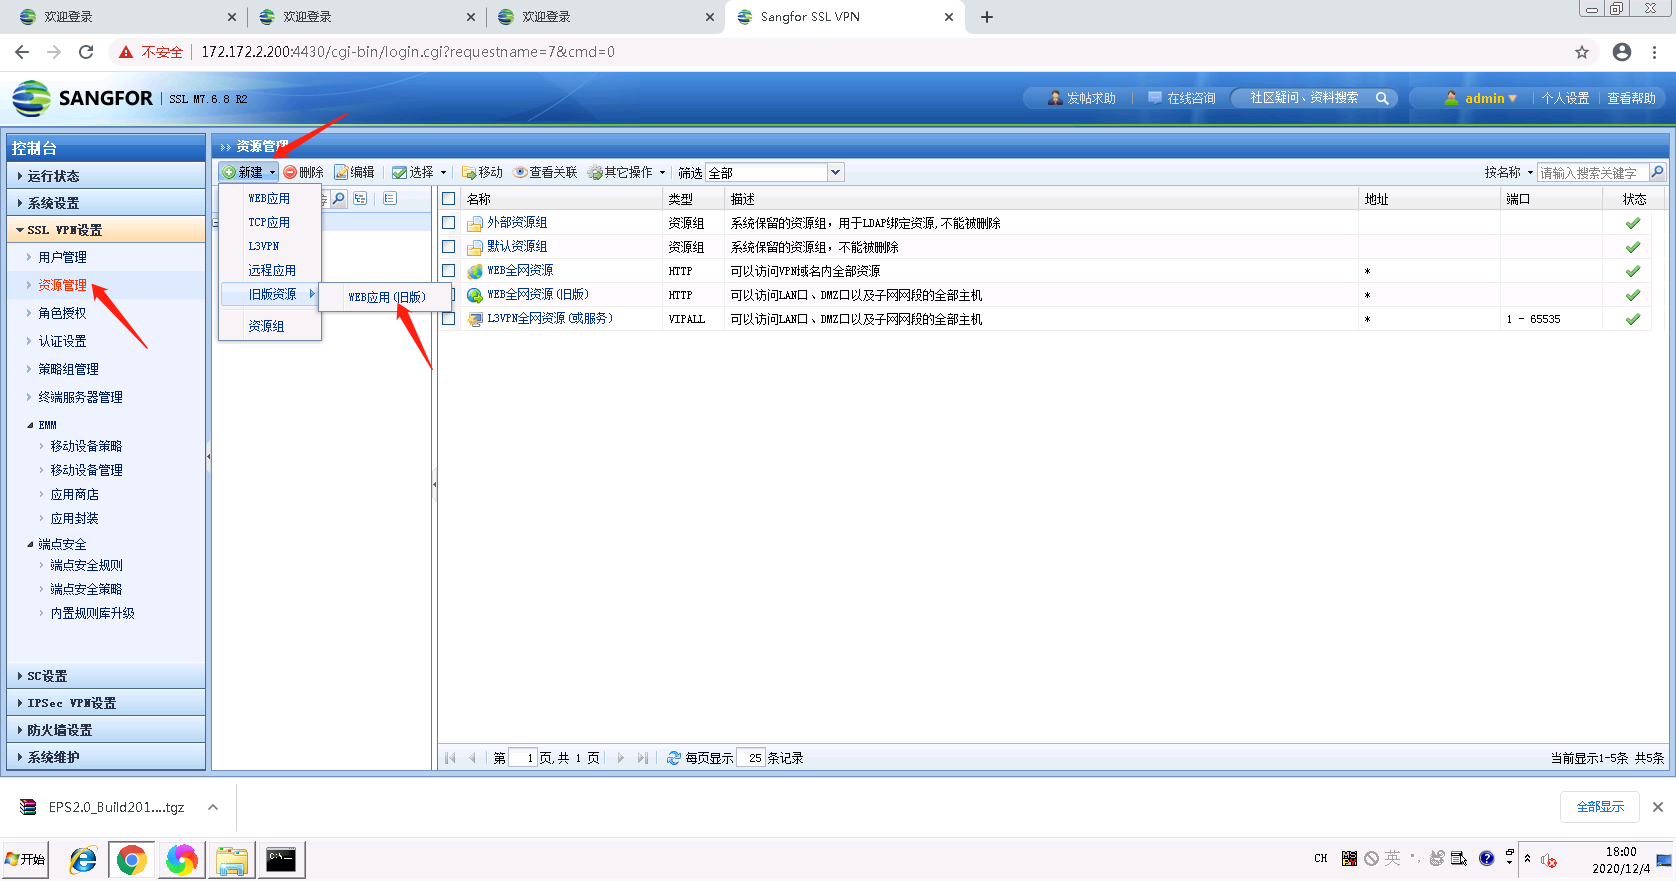 欢迎登录
欢迎登录
欢迎登录
Sangfor SSL VPN
不安全
172.172.2.200:4430/cgi-bin/login.cgi?requestname=7&cmd=0
SANGFOR
SSL M7.6.8 R2
发帖求助
在线咨询
社区疑问、资料搜索
admin
个人设置
查看帮助
控制台
运行状态
系统设置
SSL VPN设置
用户管理
资源管理
角色授权
认证设置
策略组管理
终端服务器管理
EMM
移动设备策略
移动设备管理
应用商店
应用封装
端点安全
端点安全规则
端点安全策略
内置规则库升级
SC设置
IPSec VPN设置
防火墙设置
系统维护
资源管理
新建
删除
编辑
选择
移动
查看关联
其它操作
筛选
全部
按名称
请输入搜索关键字
WEB应用
TCP应用
L3VPN
远程应用
旧版资源
WEB应用(旧版)
资源组
名称 类型 描述 地址 端口 状态
外部资源组 资源组 系统保留的资源组，用于LDAP绑定资源,不能被删除
默认资源组 资源组 系统保留的资源组，不能被删除
WEB全网资源 HTTP 可以访问VPN域名内全部资源 *
WEB全网资源(旧版) HTTP 可以访问LAN口、DMZ口以及子网网段的全部主机 *
L3VPN全网资源(或服务) VIPALL 可以访问LAN口、DMZ口以及子网网段的全部主机 * 1 - 65535
第 1 页,共 1 页
每页显示 25 条记录
当前显示1-5条 共5条
EPS2.0_Build201....tgz
全部显示
开始
CH
英
18:00
2020/12/4